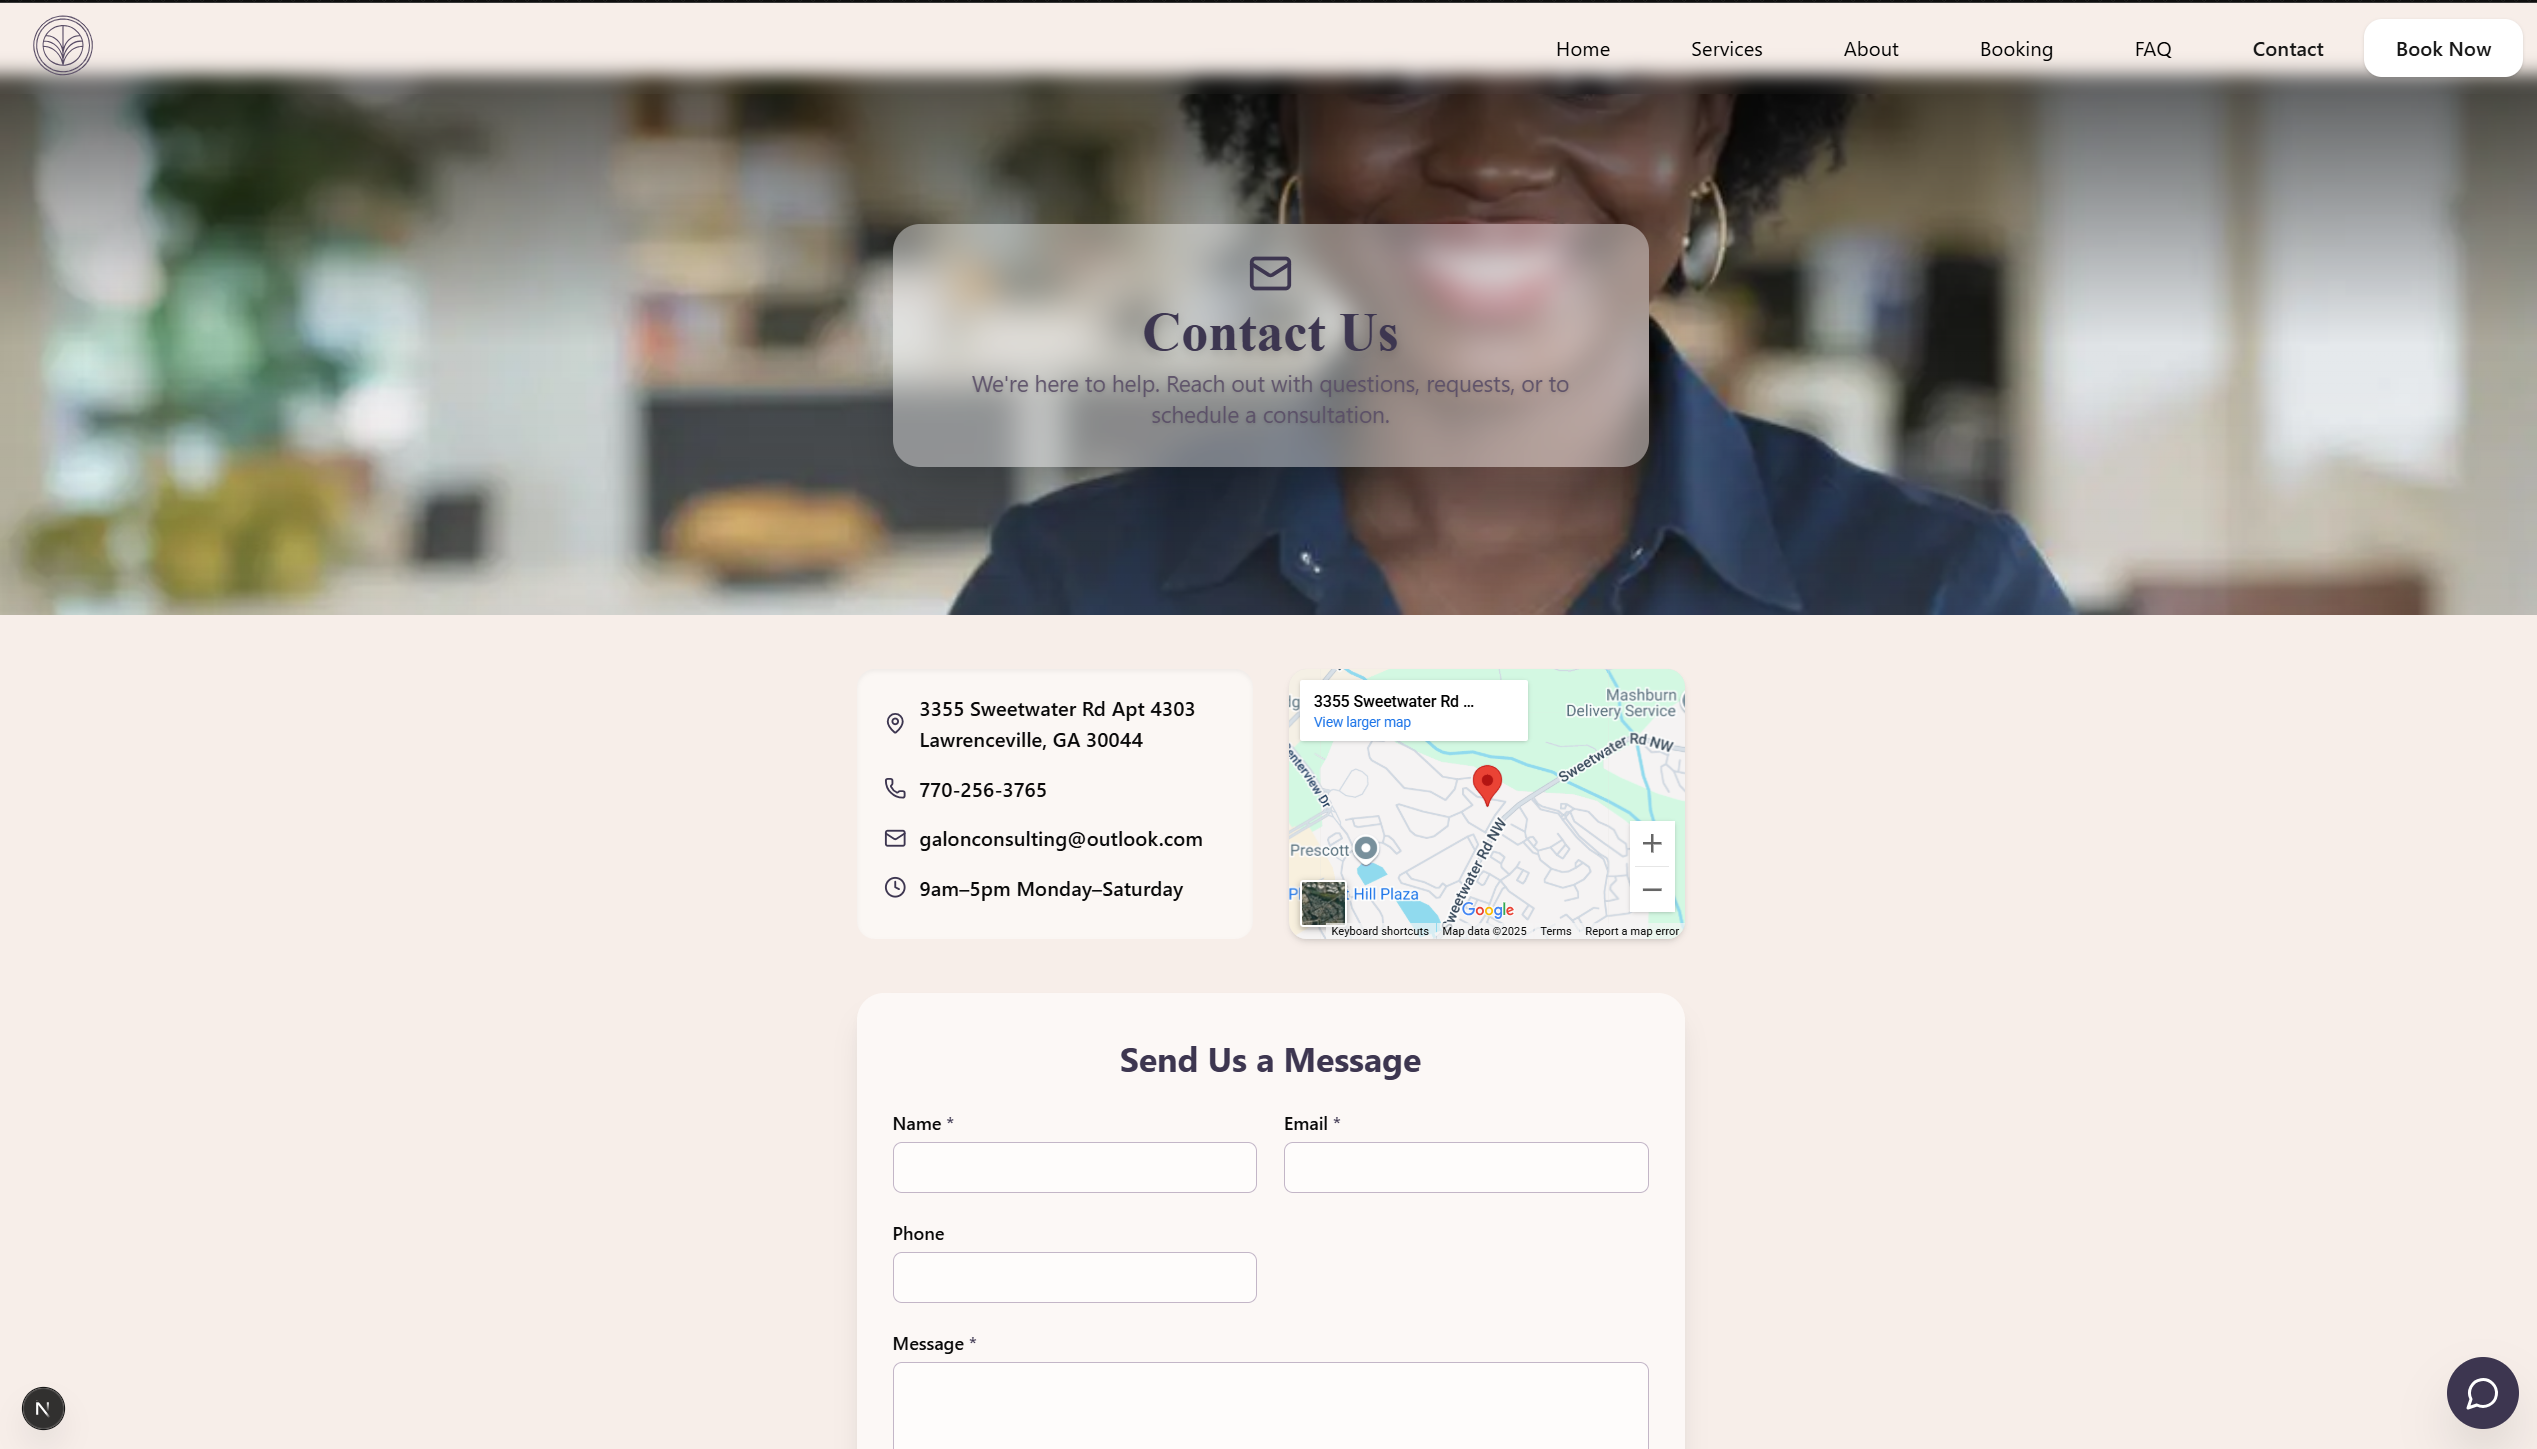 Home Services About Booking FAQ Contact Book Now
Contact Us
We're here to help. Reach out with questions, requests, or to
schedule a consultation.
3355 Sweetwater Rd Apt 4303
Lawrenceville, GA 30044
770-256-3765
galonconsulting@outlook.com
9am–5pm Monday–Saturday
3355 Sweetwater Rd ...
View larger map
Mashburn
Delivery Service
Sweetwater Rd NW
enterview Dr
Sweetwater Rd NW
Prescott
Hill Plaza
Google
Keyboard shortcuts Map data ©2025 Terms Report a map error
Send Us a Message
Name * Email *
Phone
Message *
N